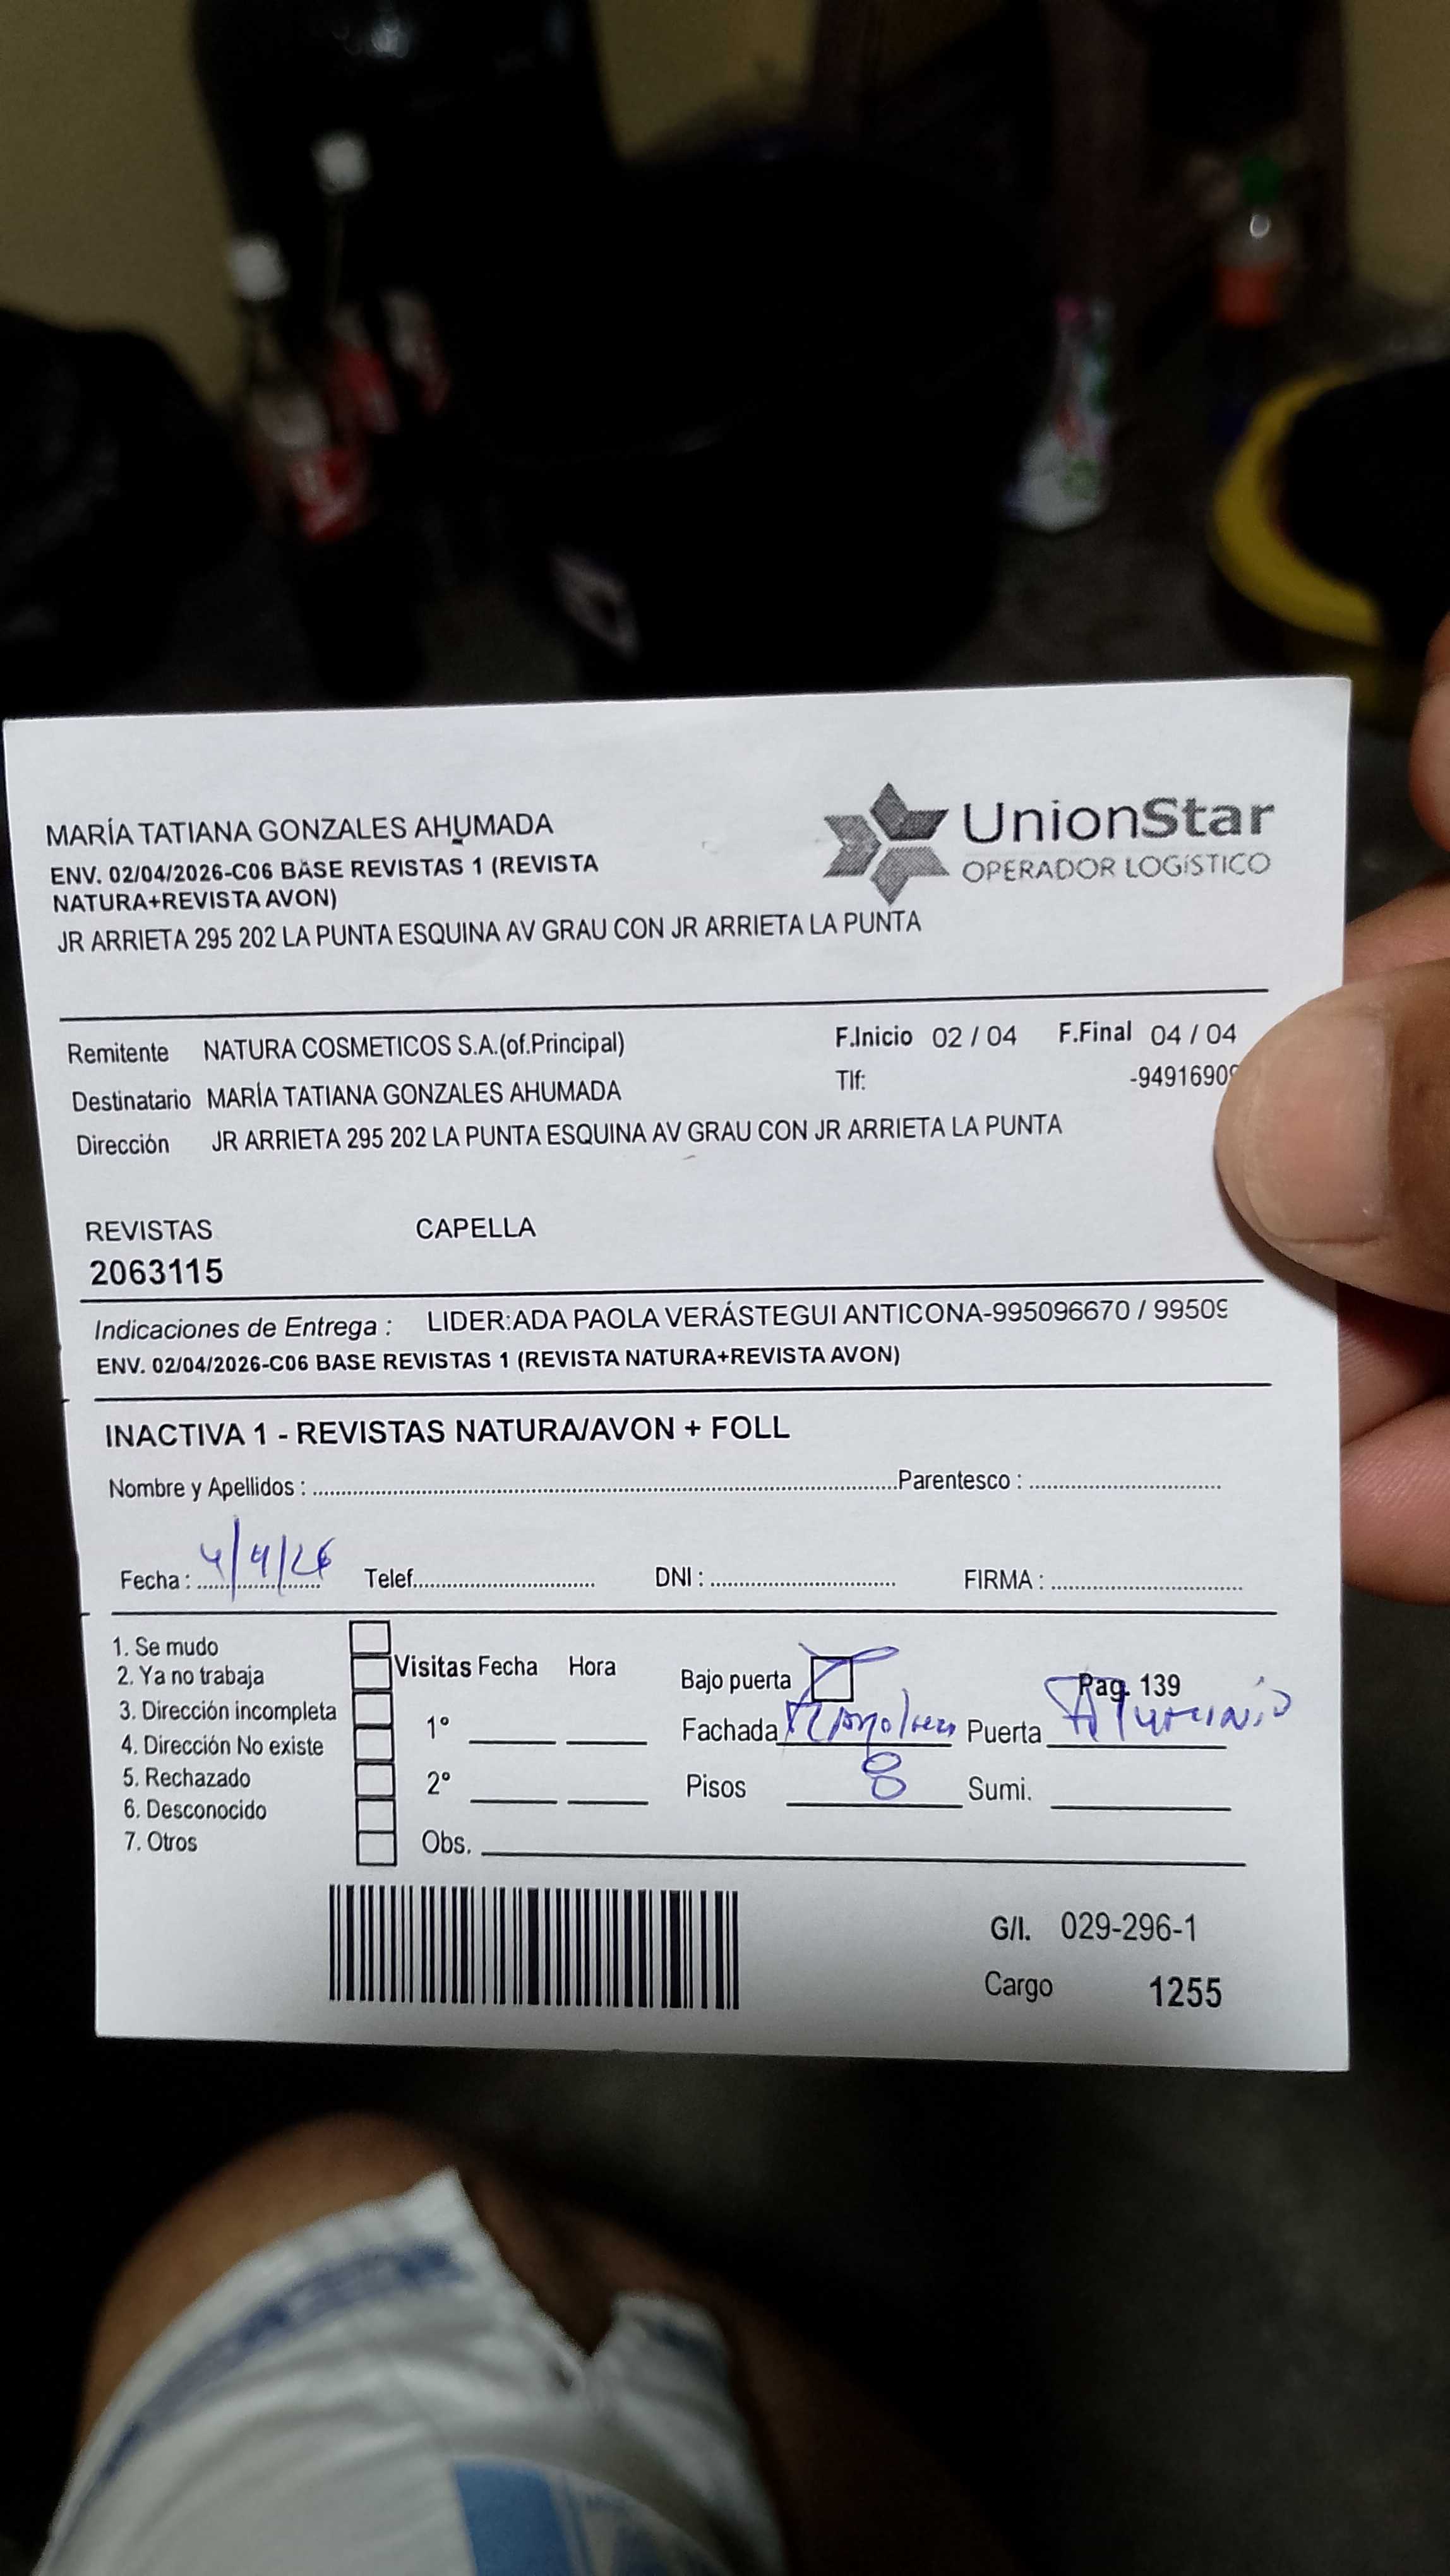 MARÍA TATIANA GONZALES AHUMADA
ENV. 02/04/2026-C06 BASE REVISTAS 1 (REVISTA
NATURA+REVISTA AVON)
JR ARRIETA 295 202 LA PUNTA ESQUINA AV GRAU CON JR ARRIETA LA PUNTA
UnionStar
OPERADOR LOGÍSTICO
Remitente NATURA COSMETICOS S.A.(of.Principal) F.Inicio 02 / 04 F.Final 04 / 04
Destinatario MARÍA TATIANA GONZALES AHUMADA Tlf: -94916909
Dirección JR ARRIETA 295 202 LA PUNTA ESQUINA AV GRAU CON JR ARRIETA LA PUNTA
REVISTAS CAPELLA
2063115
Indicaciones de Entrega : LIDER:ADA PAOLA VERÁSTEGUI ANTICONA-995096670 / 99509
ENV. 02/04/2026-C06 BASE REVISTAS 1 (REVISTA NATURA+REVISTA AVON)
INACTIVA 1 - REVISTAS NATURA/AVON + FOLL
Nombre y Apellidos : Parentesco :
Fecha : 4/4/26 Telef. DNI : FIRMA :
1. Se mudo
2. Ya no trabaja
3. Dirección incompleta
4. Dirección No existe
5. Rechazado
6. Desconocido
7. Otros
Visitas Fecha Hora
1°
2°
Obs.
Bajo puerta Pag. 139
Fachada Puerta Aluminio
Pisos 8 Sumi.
G/I. 029-296-1
Cargo 1255